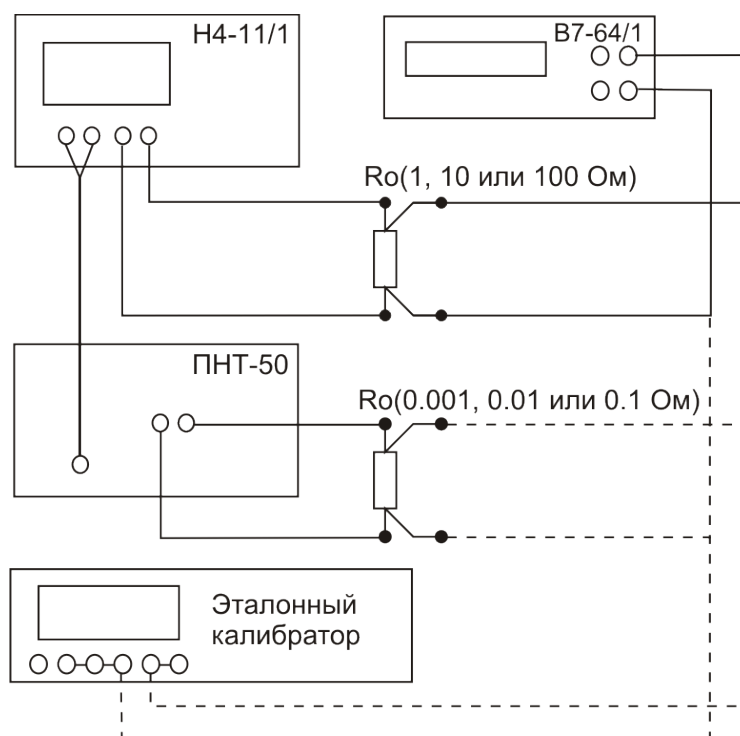 Н4-11/1
В7-64/1
Ro(1, 10 или 100 Ом)
ПНТ-50
Ro(0.001, 0.01 или 0.1 Ом)
Эталонный
калибратор